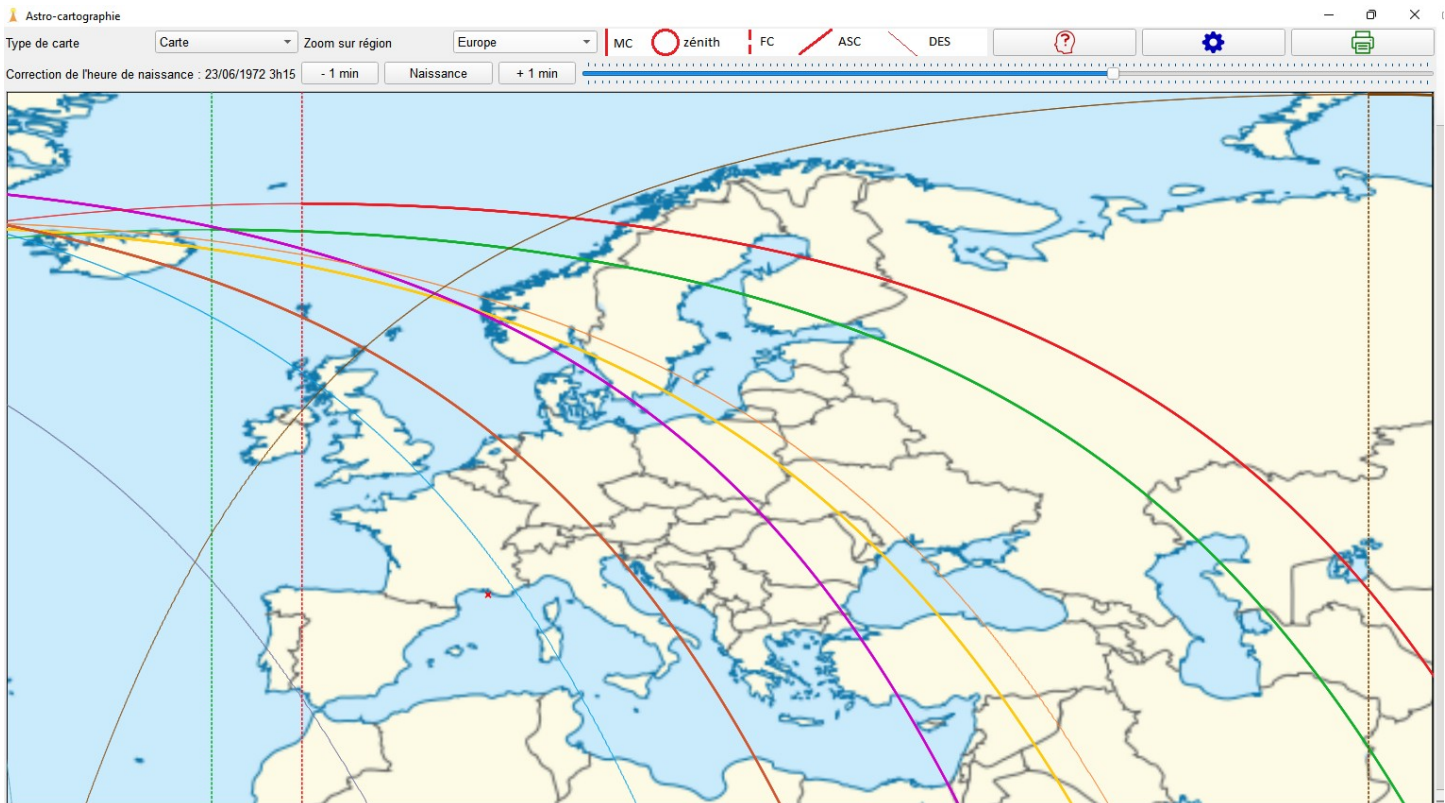 Astro-cartographie
Type de carte Carte Zoom sur région Europe MC zénith FC ASC DES
Correction de l'heure de naissance : 23/06/1972 3h15 - 1 min Naissance + 1 min